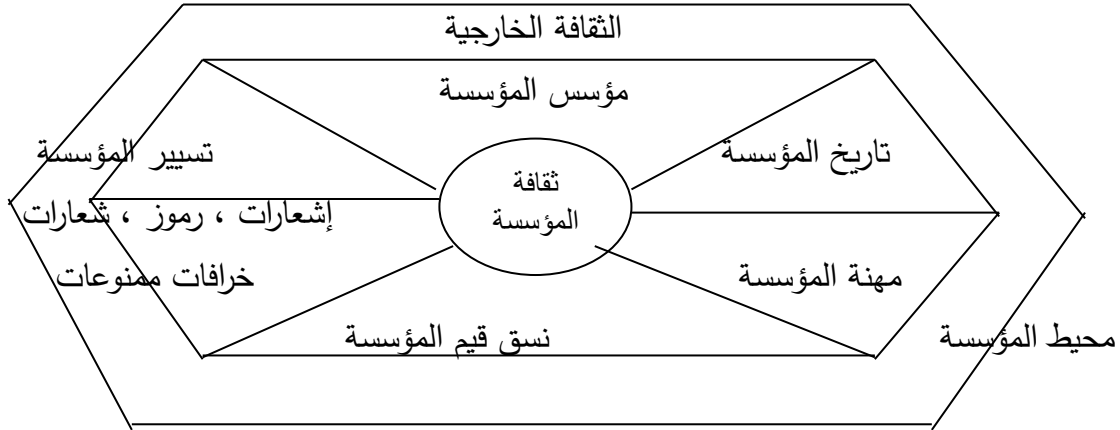 الثقافة الخارجية
مؤسس المؤسسة
تاريخ المؤسسة
تسيير المؤسسة
ثقافة
المؤسسة
إشعارات ، رموز ، شعارات
مهنة المؤسسة
خرافات ممنوعات
نسق قيم المؤسسة
محيط المؤسسة